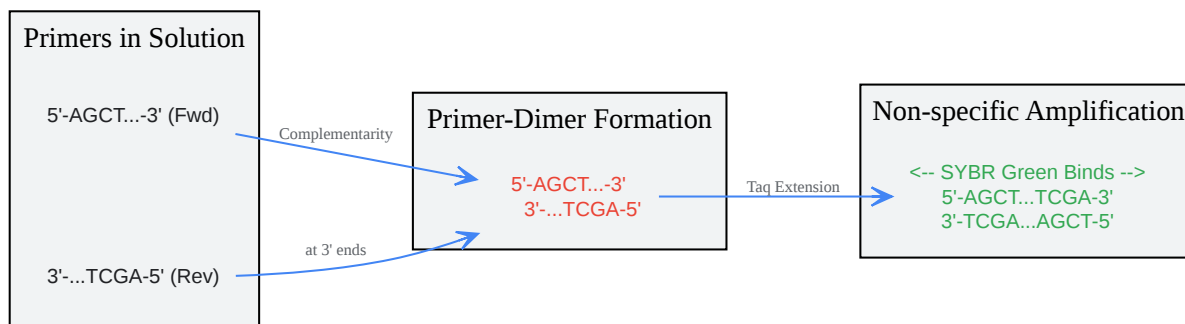 Primers in Solution
5'-AGCT...-3' (Fwd)
3'-...TCGA-5' (Rev)
Complementarity
at 3' ends
Primer-Dimer Formation
5'-AGCT...-3'
3'-...TCGA-5'
Taq Extension
Non-specific Amplification
<-- SYBR Green Binds -->
5'-AGCT...TCGA-3'
3'-TCGA...AGCT-5'